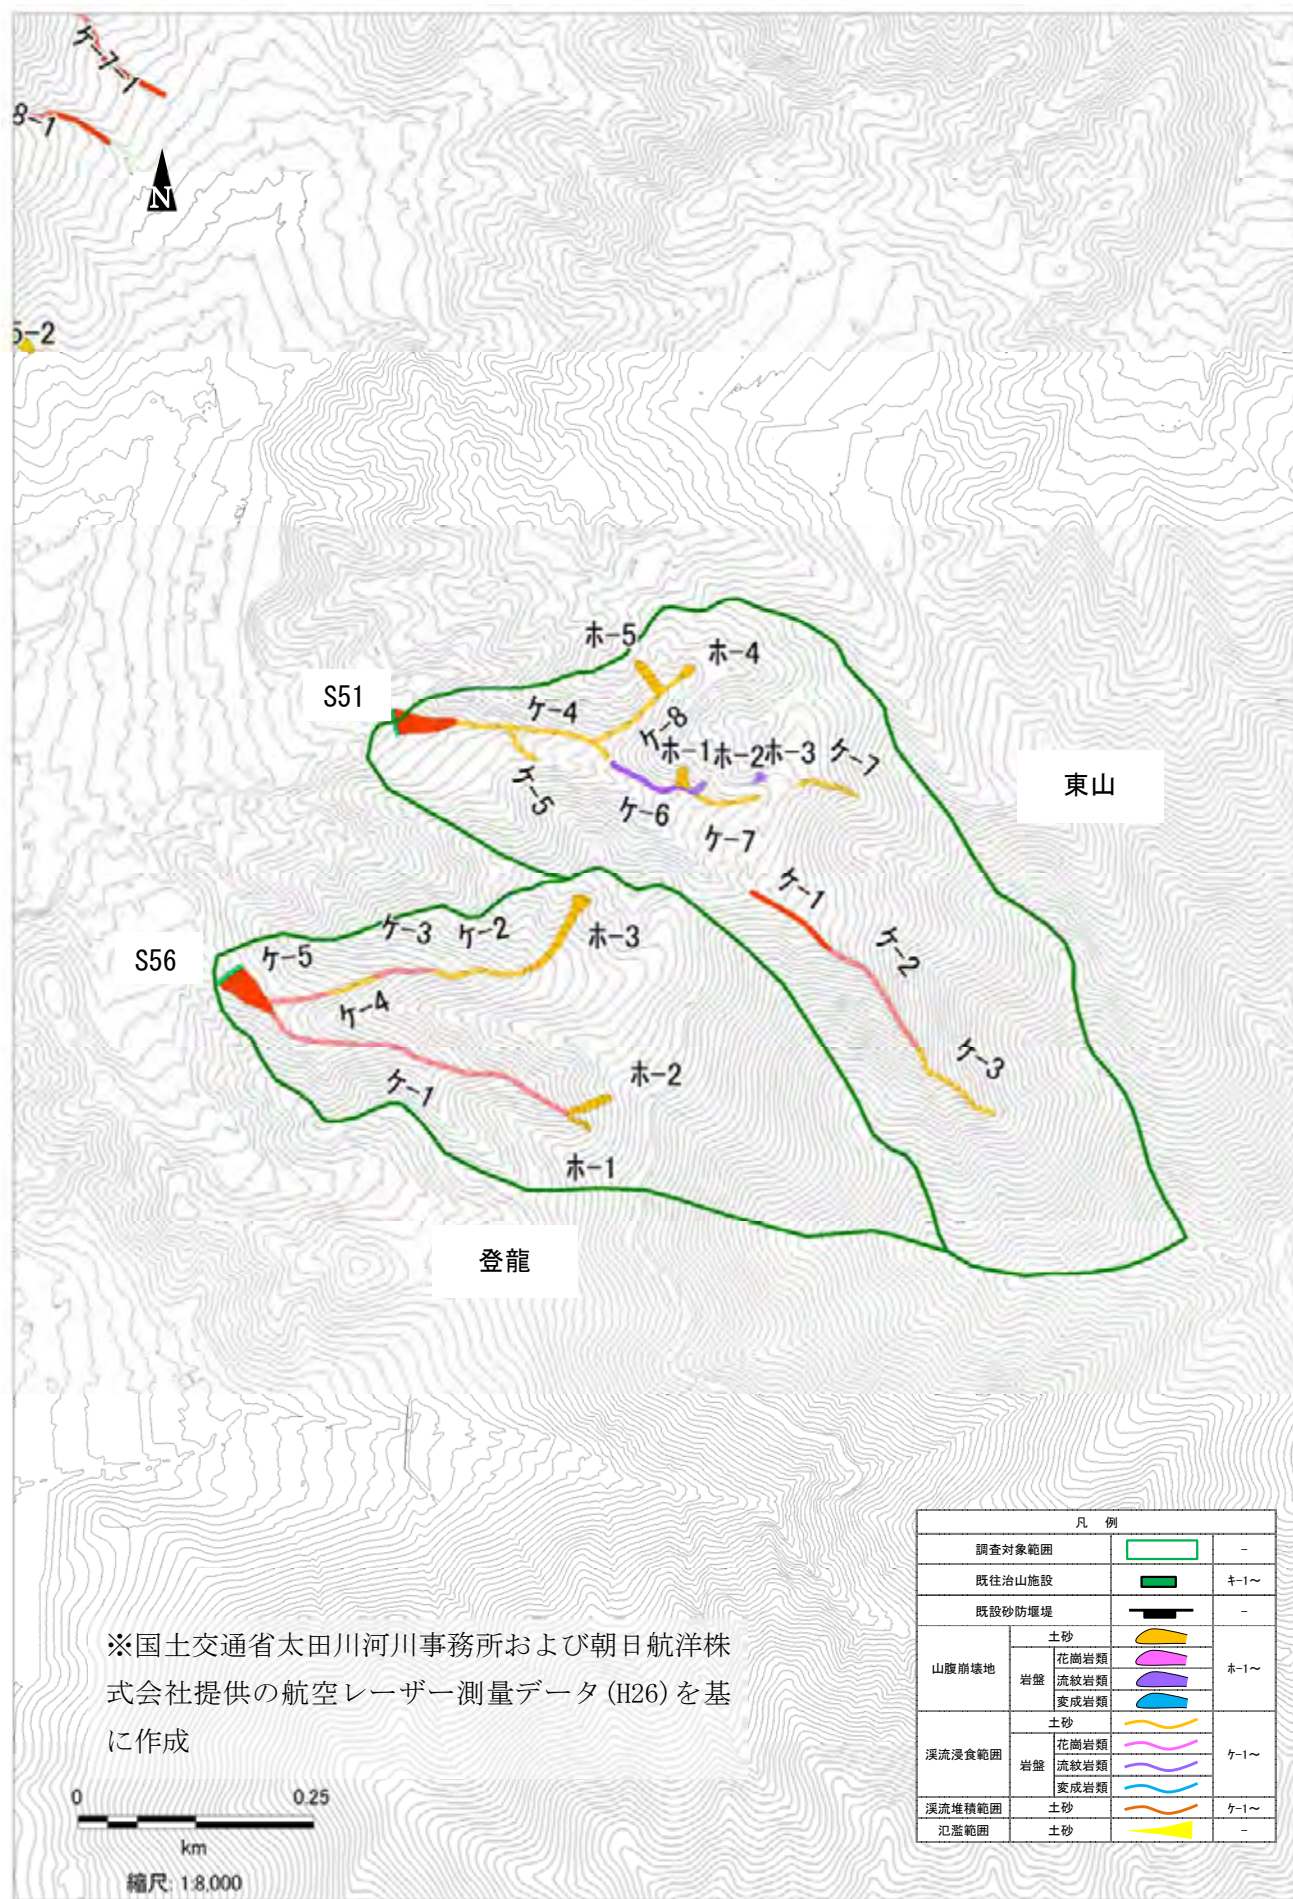 ケ-7-1
8-1
N
5-2
ホ-5
ホ-4
S51
ケ-4
ケ-8
ホ-1
ホ-2
ホ-3
ケ-7
ケ-5
ケ-6
ケ-7
東山
ケ-1
ケ-3
ケ-2
ホ-3
ケ-2
S56
ケ-5
ケ-4
ケ-3
ホ-2
ケ-1
ホ-1
登龍
凡 例
調査対象範囲 -
既往治山施設 キ-1~
既設砂防堰堤 -
山腹崩壊地 土砂 ホ-1~
岩盤 花崗岩類
流紋岩類
変成岩類
渓流浸食範囲 土砂 ケ-1~
岩盤 花崗岩類
流紋岩類
変成岩類
渓流堆積範囲 土砂 ケ-1~
氾濫範囲 土砂 -
※国土交通省太田川河川事務所および朝日航洋株
式会社提供の航空レーザー測量データ(H26)を基
に作成
0 0.25
km
縮尺: 1:8,000